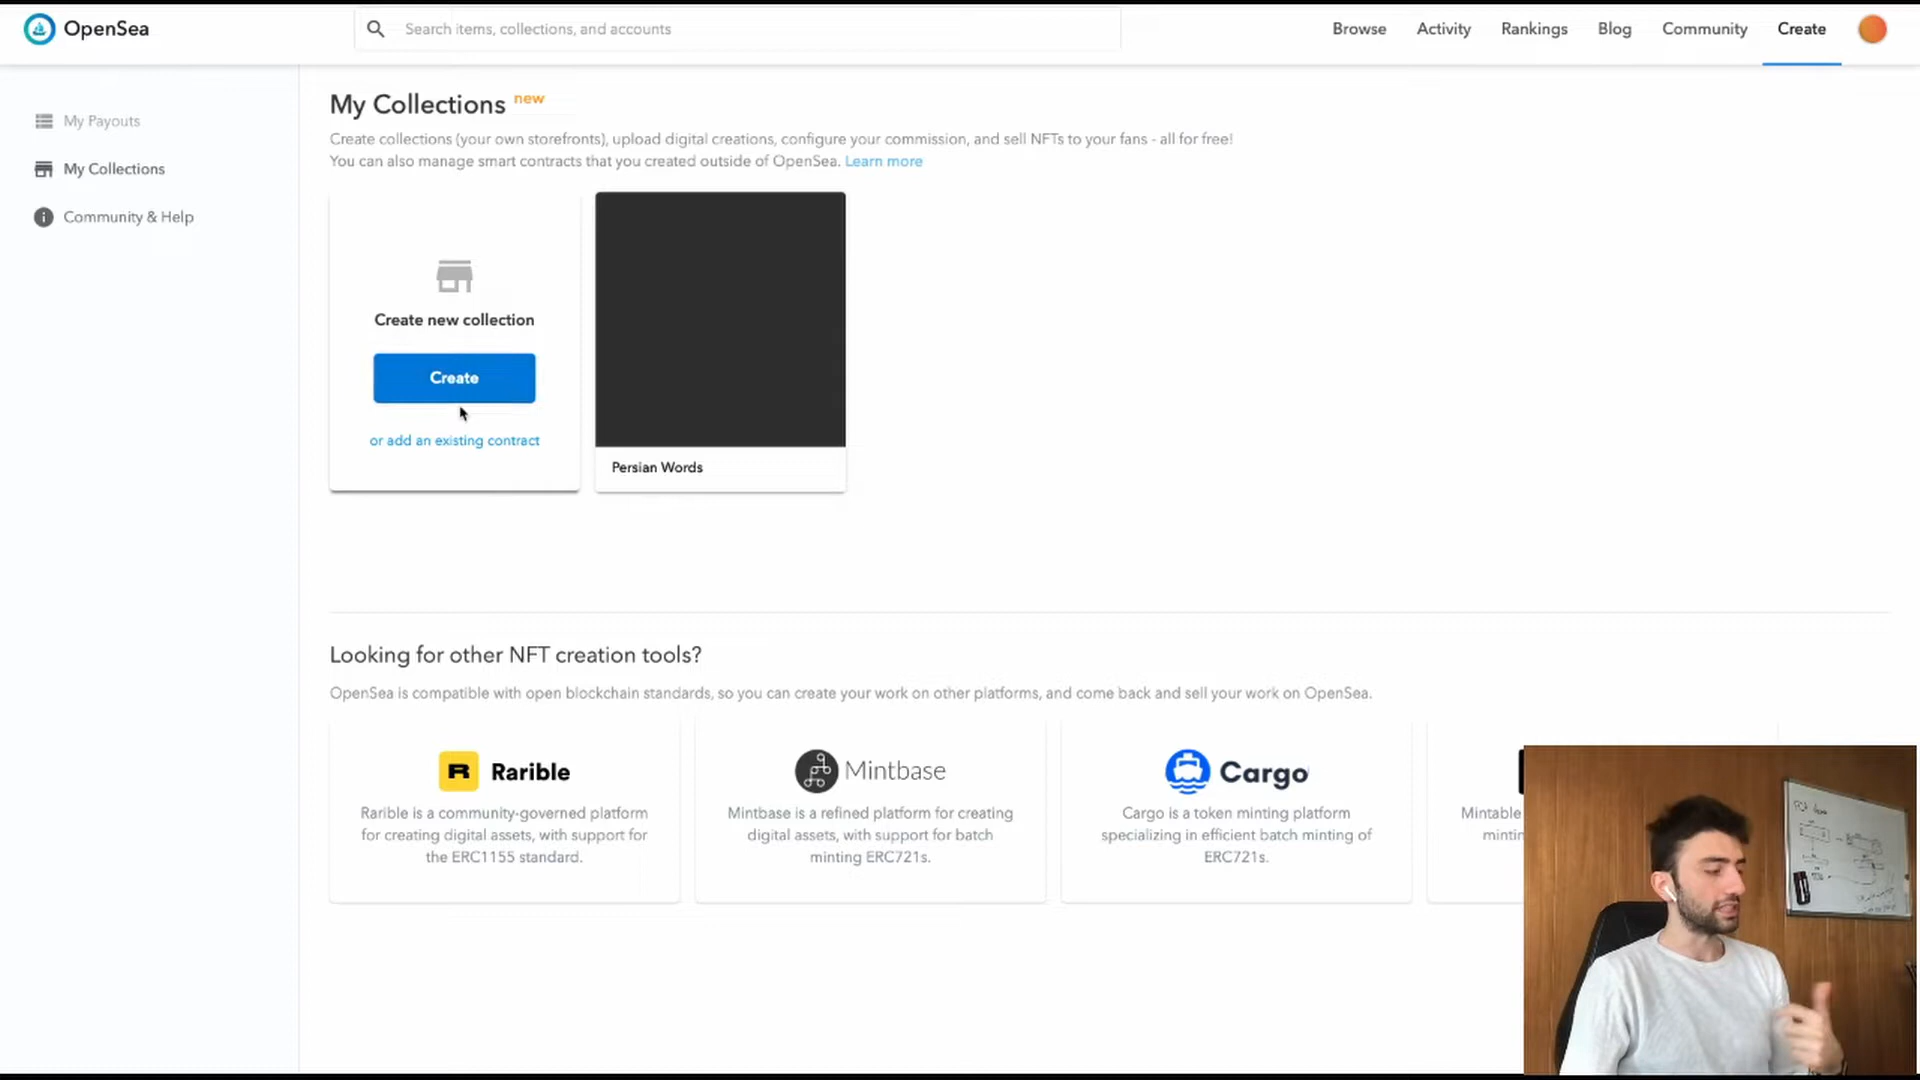 OpenSea
Search items, collections, and accounts
Browse
Activity
Rankings
Blog
Community
Create
My Payouts
My Collections
Community & Help
My Collections new
Create collections (your own storefronts), upload digital creations, configure your commission, and sell NFTs to your fans - all for free!
You can also manage smart contracts that you created outside of OpenSea. Learn more
Create new collection
Create
or add an existing contract
Persian Words
Looking for other NFT creation tools?
OpenSea is compatible with open blockchain standards, so you can create your work on other platforms, and come back and sell your work on OpenSea.
R Rarible
Rarible is a community-governed platform
for creating digital assets, with support for
the ERC1155 standard.
Mintbase
Mintbase is a refined platform for creating
digital assets, with support for batch
minting ERC721s.
Cargo
Cargo is a token minting platform
specializing in efficient batch minting of
ERC721s.
Mintable